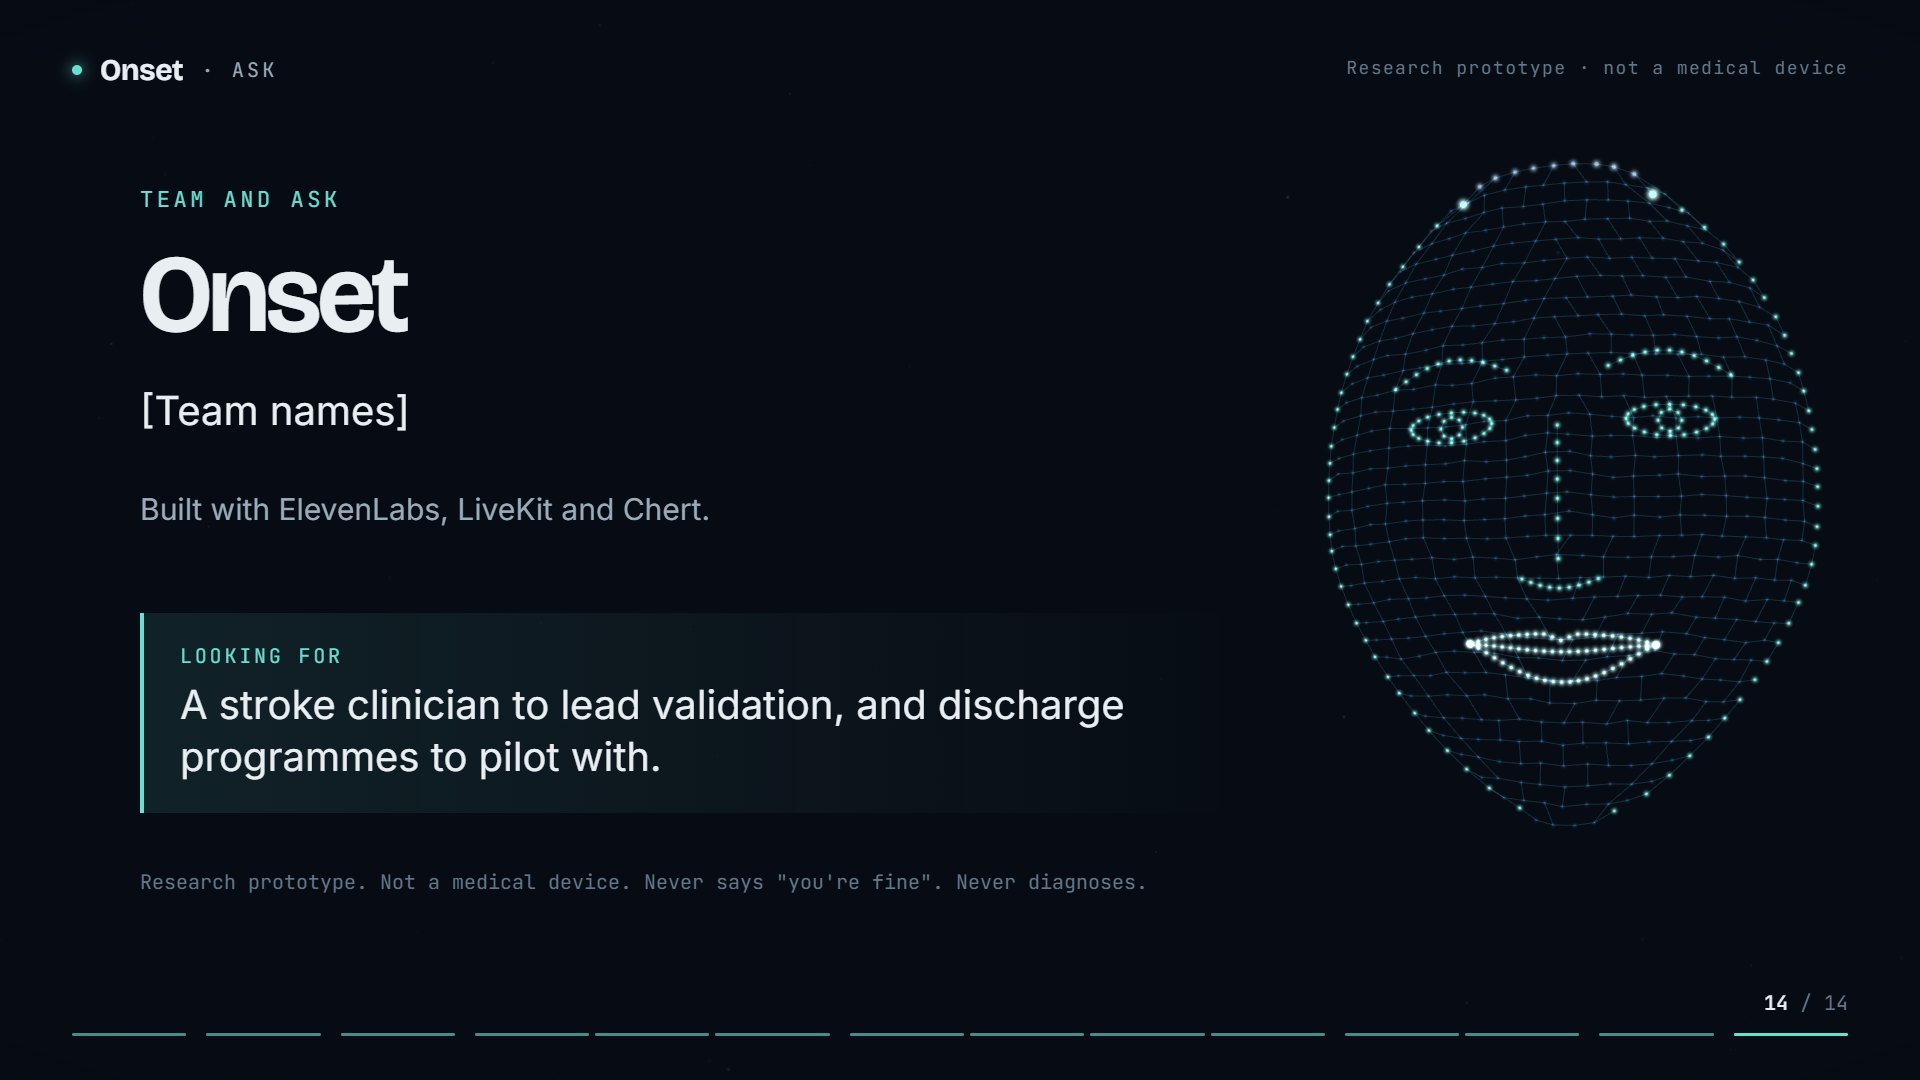 Onset · ASK
Research prototype · not a medical device
TEAM AND ASK
Onset
[Team names]
Built with ElevenLabs, LiveKit and Chert.
LOOKING FOR
A stroke clinician to lead validation, and discharge
programmes to pilot with.
Research prototype. Not a medical device. Never says "you're fine". Never diagnoses.
14 / 14